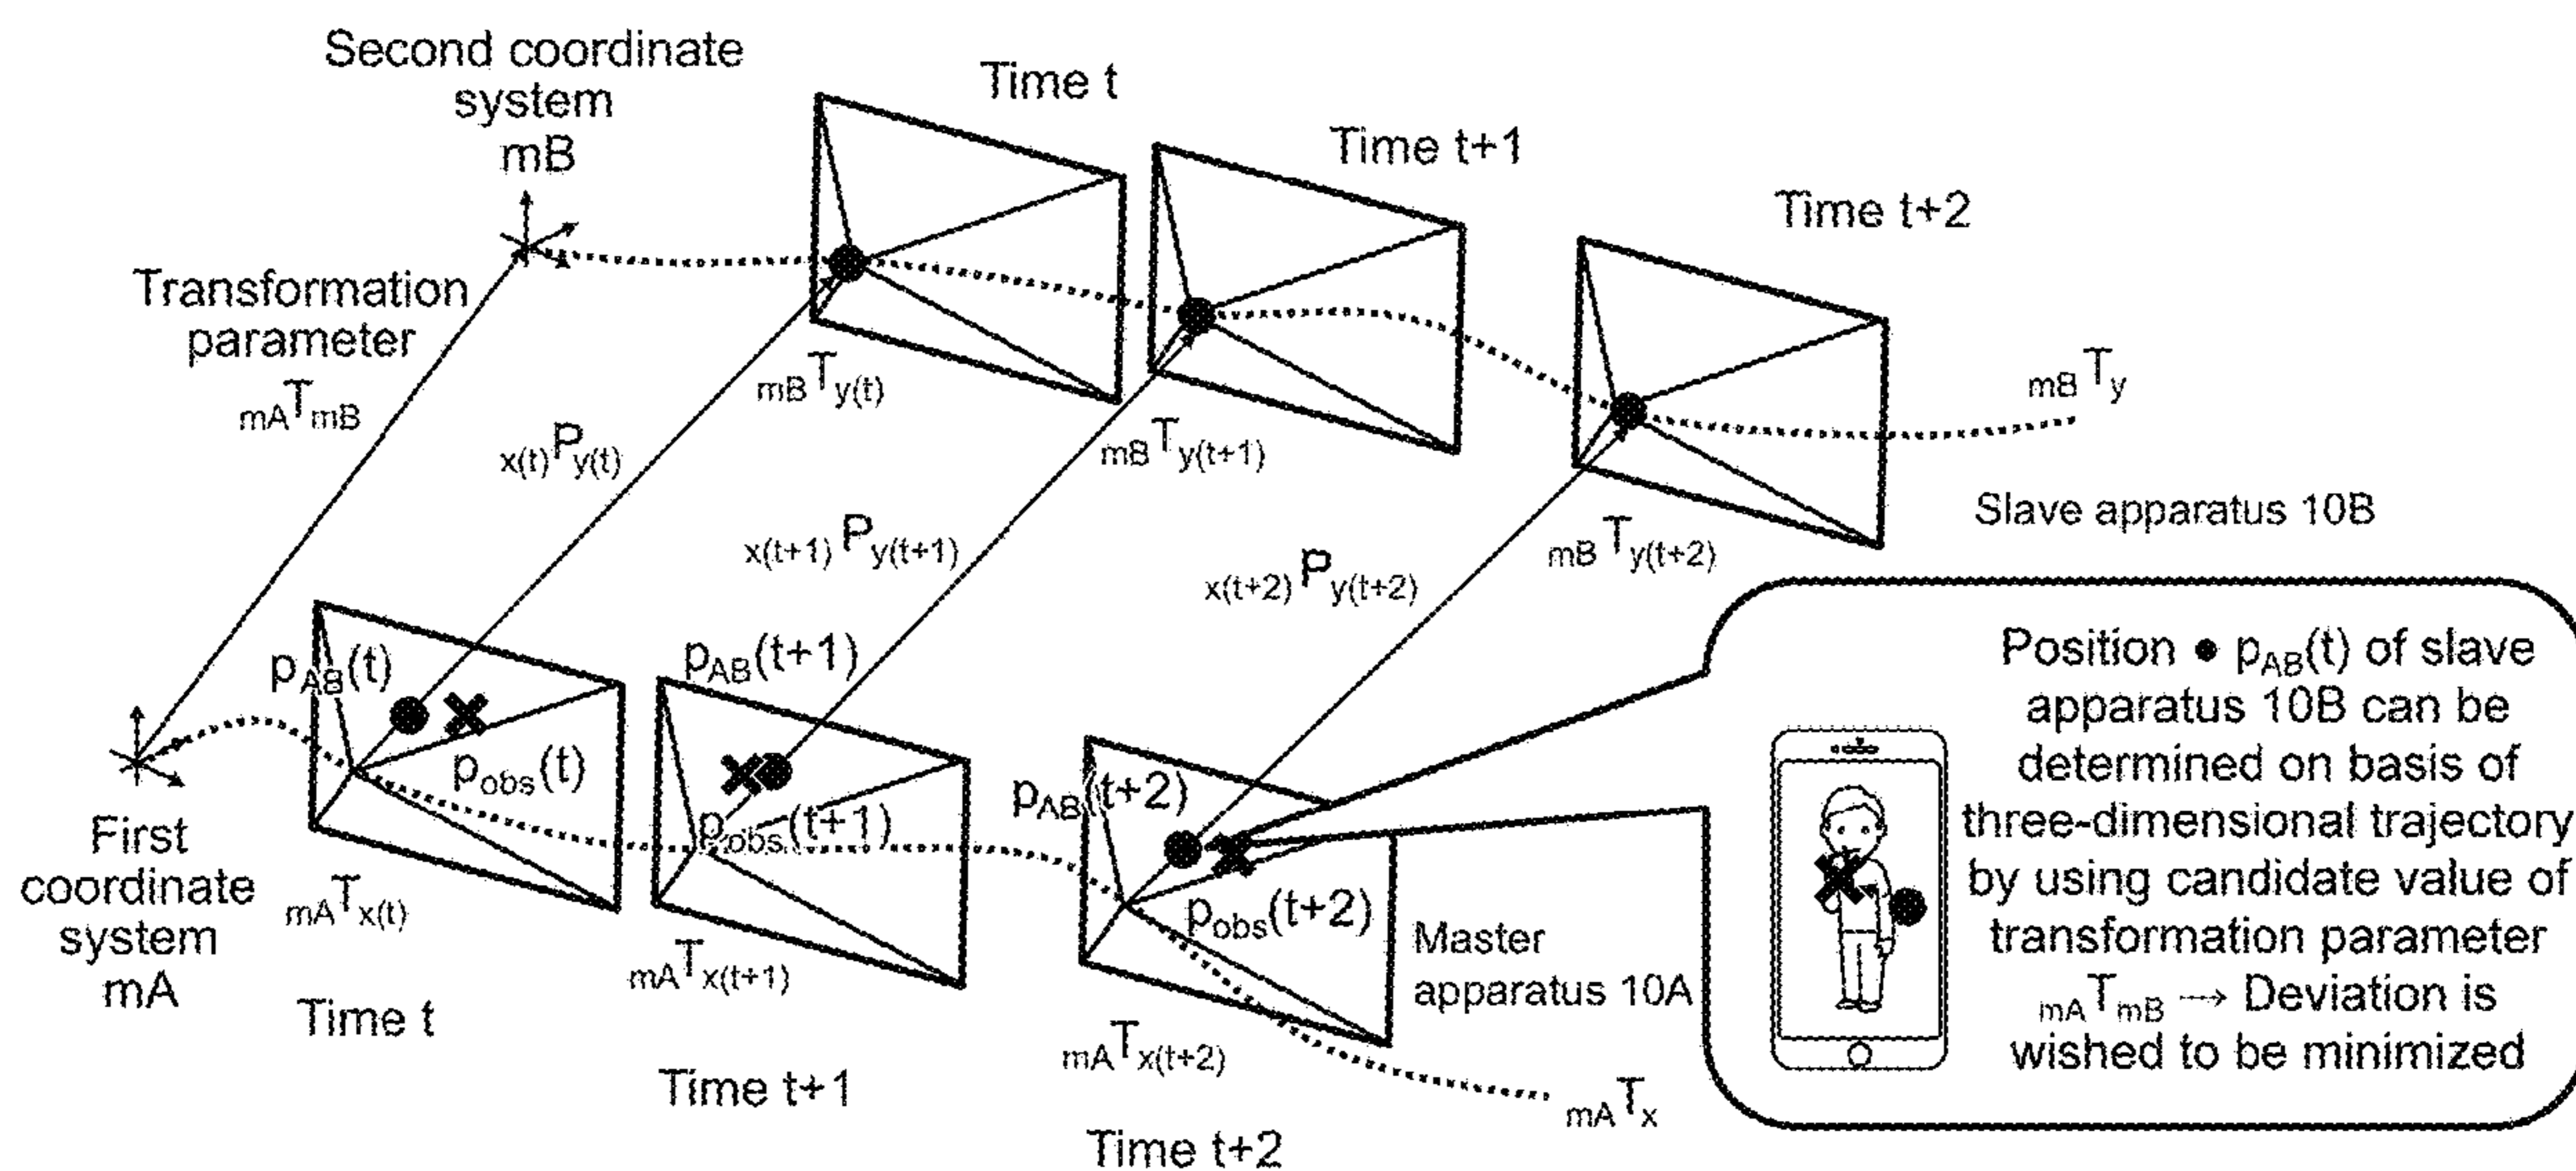 Second coordinate
system
mB
Time t
Time t+1
Time t+2
Transformation
parameter
mATmB
mBTy(t)
mBTy(t+1)
mBTy(t+2)
mBTy
x(t)Py(t)
x(t+1)Py(t+1)
x(t+2)Py(t+2)
Slave apparatus 10B
pAB(t)
pobs(t)
pAB(t+1)
pobs(t+1)
pAB(t+2)
pobs(t+2)
First
coordinate
system
mA
mATx(t)
Time t
mATx(t+1)
Time t+1
mATx(t+2)
Time t+2
Master
apparatus 10A
mATx
Position ● pAB(t) of slave
apparatus 10B can be
determined on basis of
three-dimensional trajectory
by using candidate value of
transformation parameter
mATmB → Deviation is
wished to be minimized